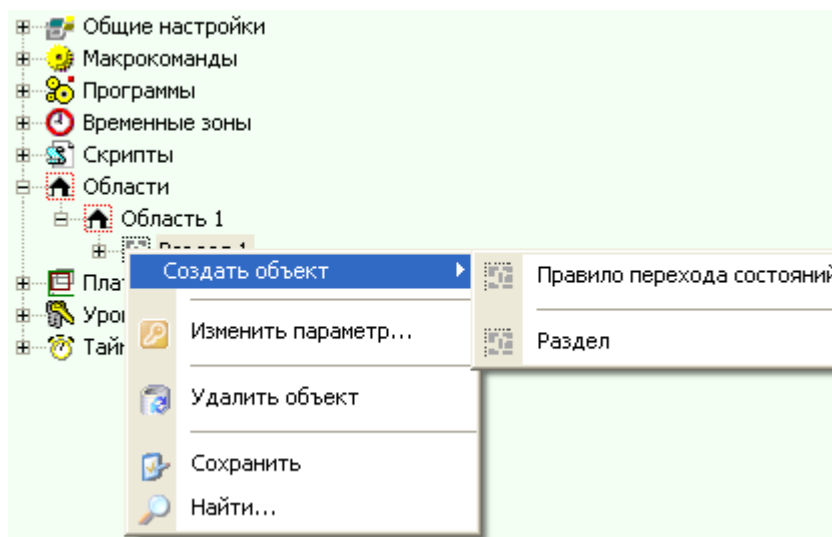 Общие настройки
Макрокоманды
Программы
Временные зоны
Скрипты
Области
Область 1
Создать объект
Правило перехода состояний
Изменить параметр...
Раздел
Удалить объект
Сохранить
Найти...